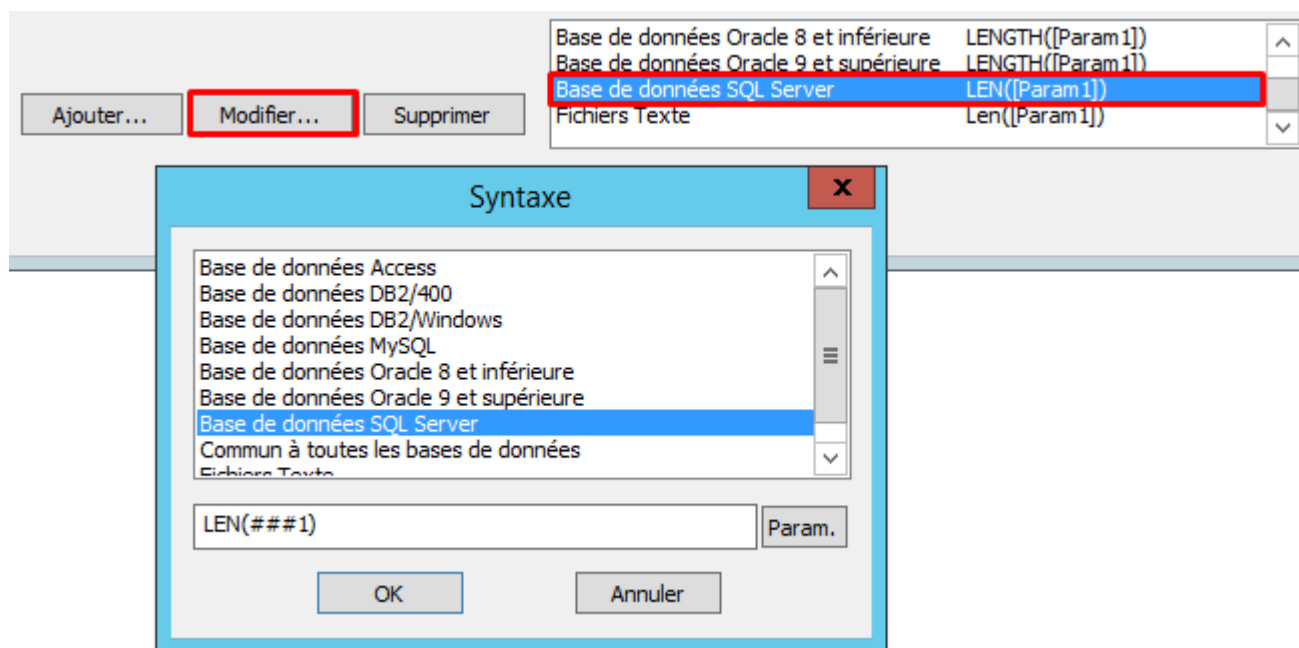 Base de données Oracle 8 et inférieure LENGTH([Param1])
Base de données Oracle 9 et supérieure LENGTH([Param1])
Base de données SQL Server LEN([Param1])
Fichiers Texte Len([Param1])
Ajouter... Modifier... Supprimer
Syntaxe x
Base de données Access
Base de données DB2/400
Base de données DB2/Windows
Base de données MySQL
Base de données Oracle 8 et inférieure
Base de données Oracle 9 et supérieure
Base de données SQL Server
Commun à toutes les bases de données
Fichiers Texte
LEN(###1) Param.
OK Annuler